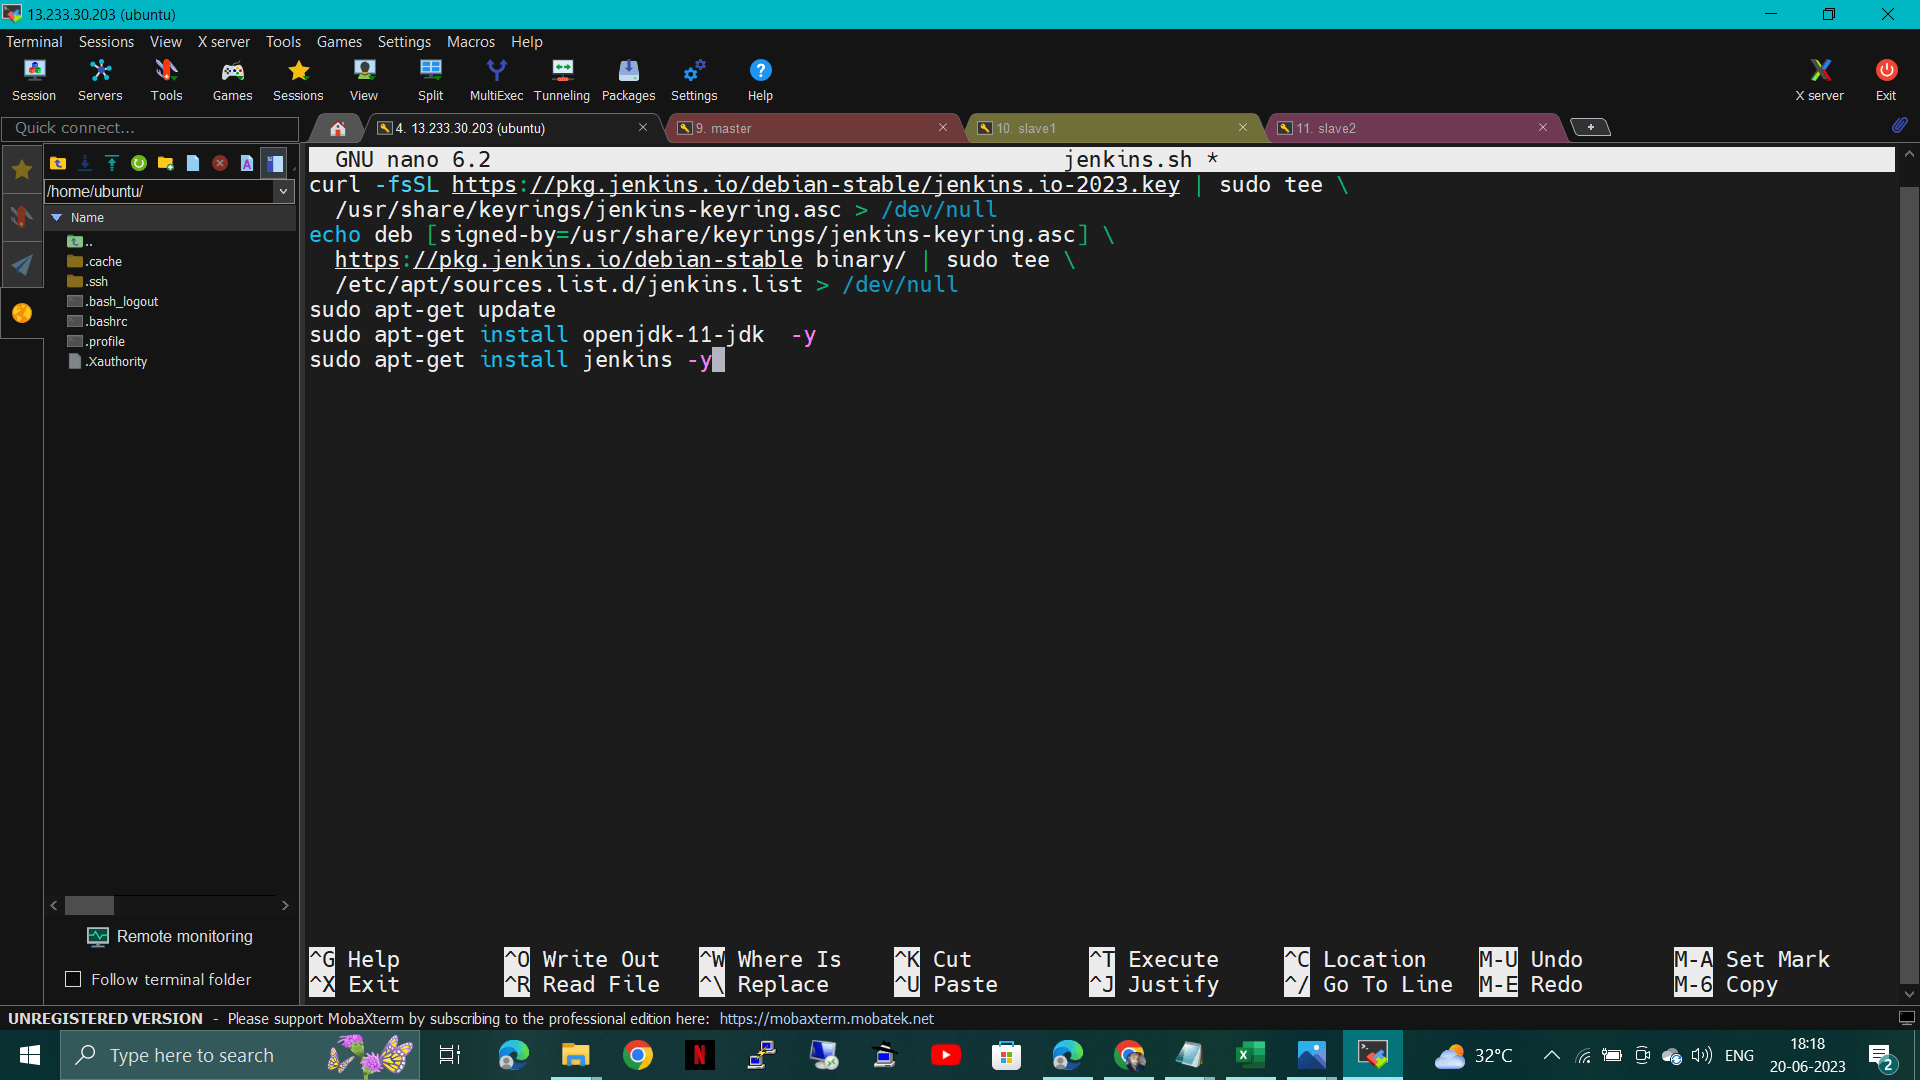 13.233.30.203 (ubuntu)
Terminal Sessions View X server Tools Games Settings Macros Help
Session Servers Tools Games Sessions View Split MultiExec Tunneling Packages Settings Help X server Exit
Quick connect...
4. 13.233.30.203 (ubuntu) 9. master 10. slave1 11. slave2
/home/ubuntu/
Name
..
.cache
.ssh
.bash_logout
.bashrc
.profile
.Xauthority
Remote monitoring
Follow terminal folder
GNU nano 6.2 jenkins.sh *
curl -fsSL https://pkg.jenkins.io/debian-stable/jenkins.io-2023.key | sudo tee \
/usr/share/keyrings/jenkins-keyring.asc > /dev/null
echo deb [signed-by=/usr/share/keyrings/jenkins-keyring.asc] \
https://pkg.jenkins.io/debian-stable binary/ | sudo tee \
/etc/apt/sources.list.d/jenkins.list > /dev/null
sudo apt-get update
sudo apt-get install openjdk-11-jdk  -y
sudo apt-get install jenkins -y
^G Help ^O Write Out ^W Where Is ^K Cut ^T Execute ^C Location M-U Undo M-A Set Mark
^X Exit ^R Read File ^\ Replace ^U Paste ^J Justify ^/ Go To Line M-E Redo M-6 Copy
UNREGISTERED VERSION - Please support MobaXterm by subscribing to the professional edition here: https://mobaxterm.mobatek.net
Type here to search
32°C
ENG
18:18
20-06-2023
2